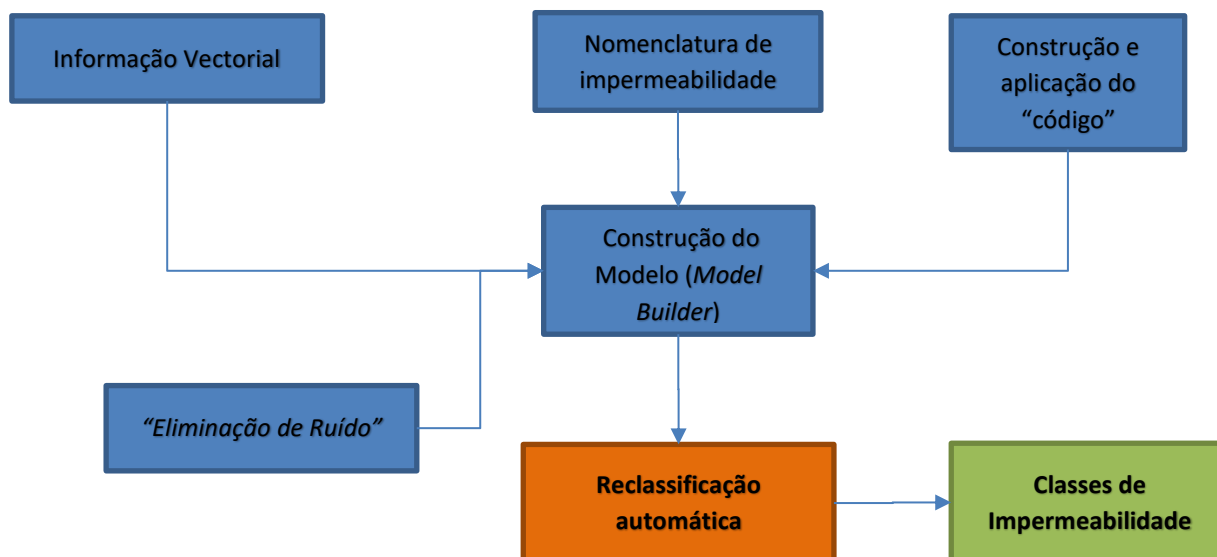 Informação Vectorial
Nomenclatura de
impermeabilidade
Construção e
aplicação do
“código”
Construção do
Modelo (Model
Builder)
“Eliminação de Ruído”
Reclassificação
automática
Classes de
Impermeabilidade